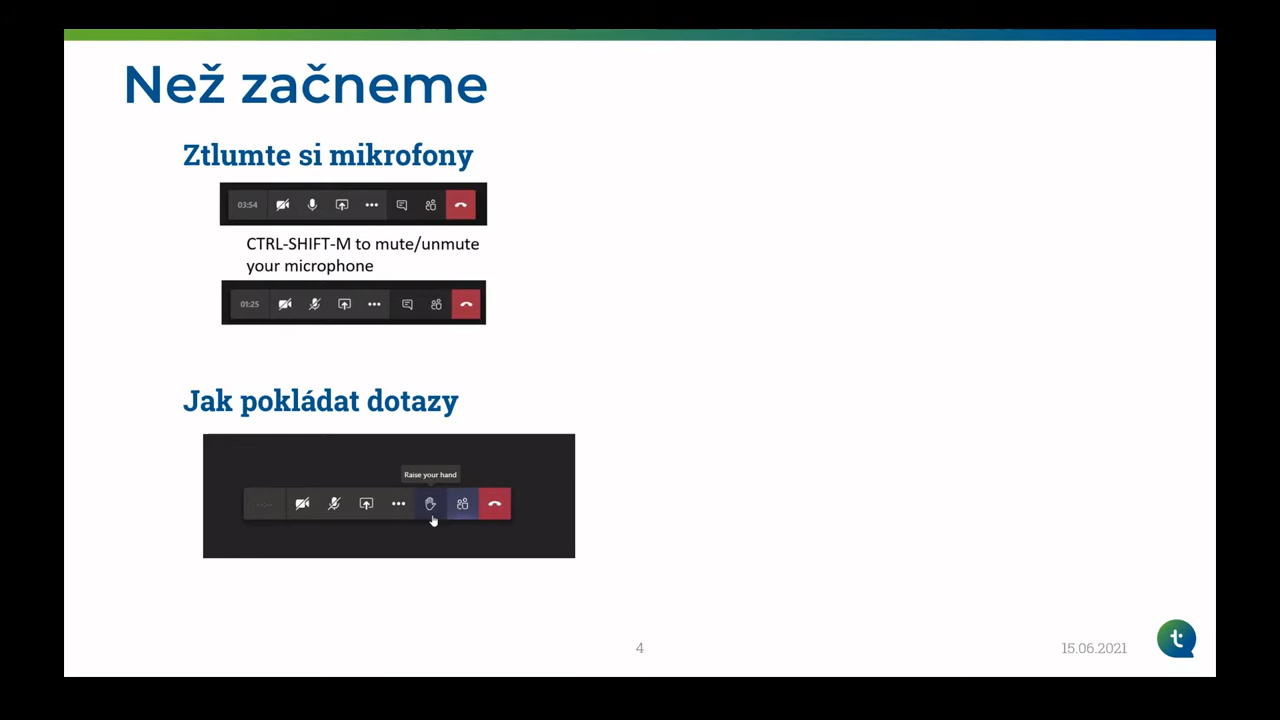 Než začneme
Ztlumte si mikrofony
03:54
CTRL-SHIFT-M to mute/unmute
your microphone
01:25
Jak pokládat dotazy
Raise your hand
--:--
4
15.06.2021
t